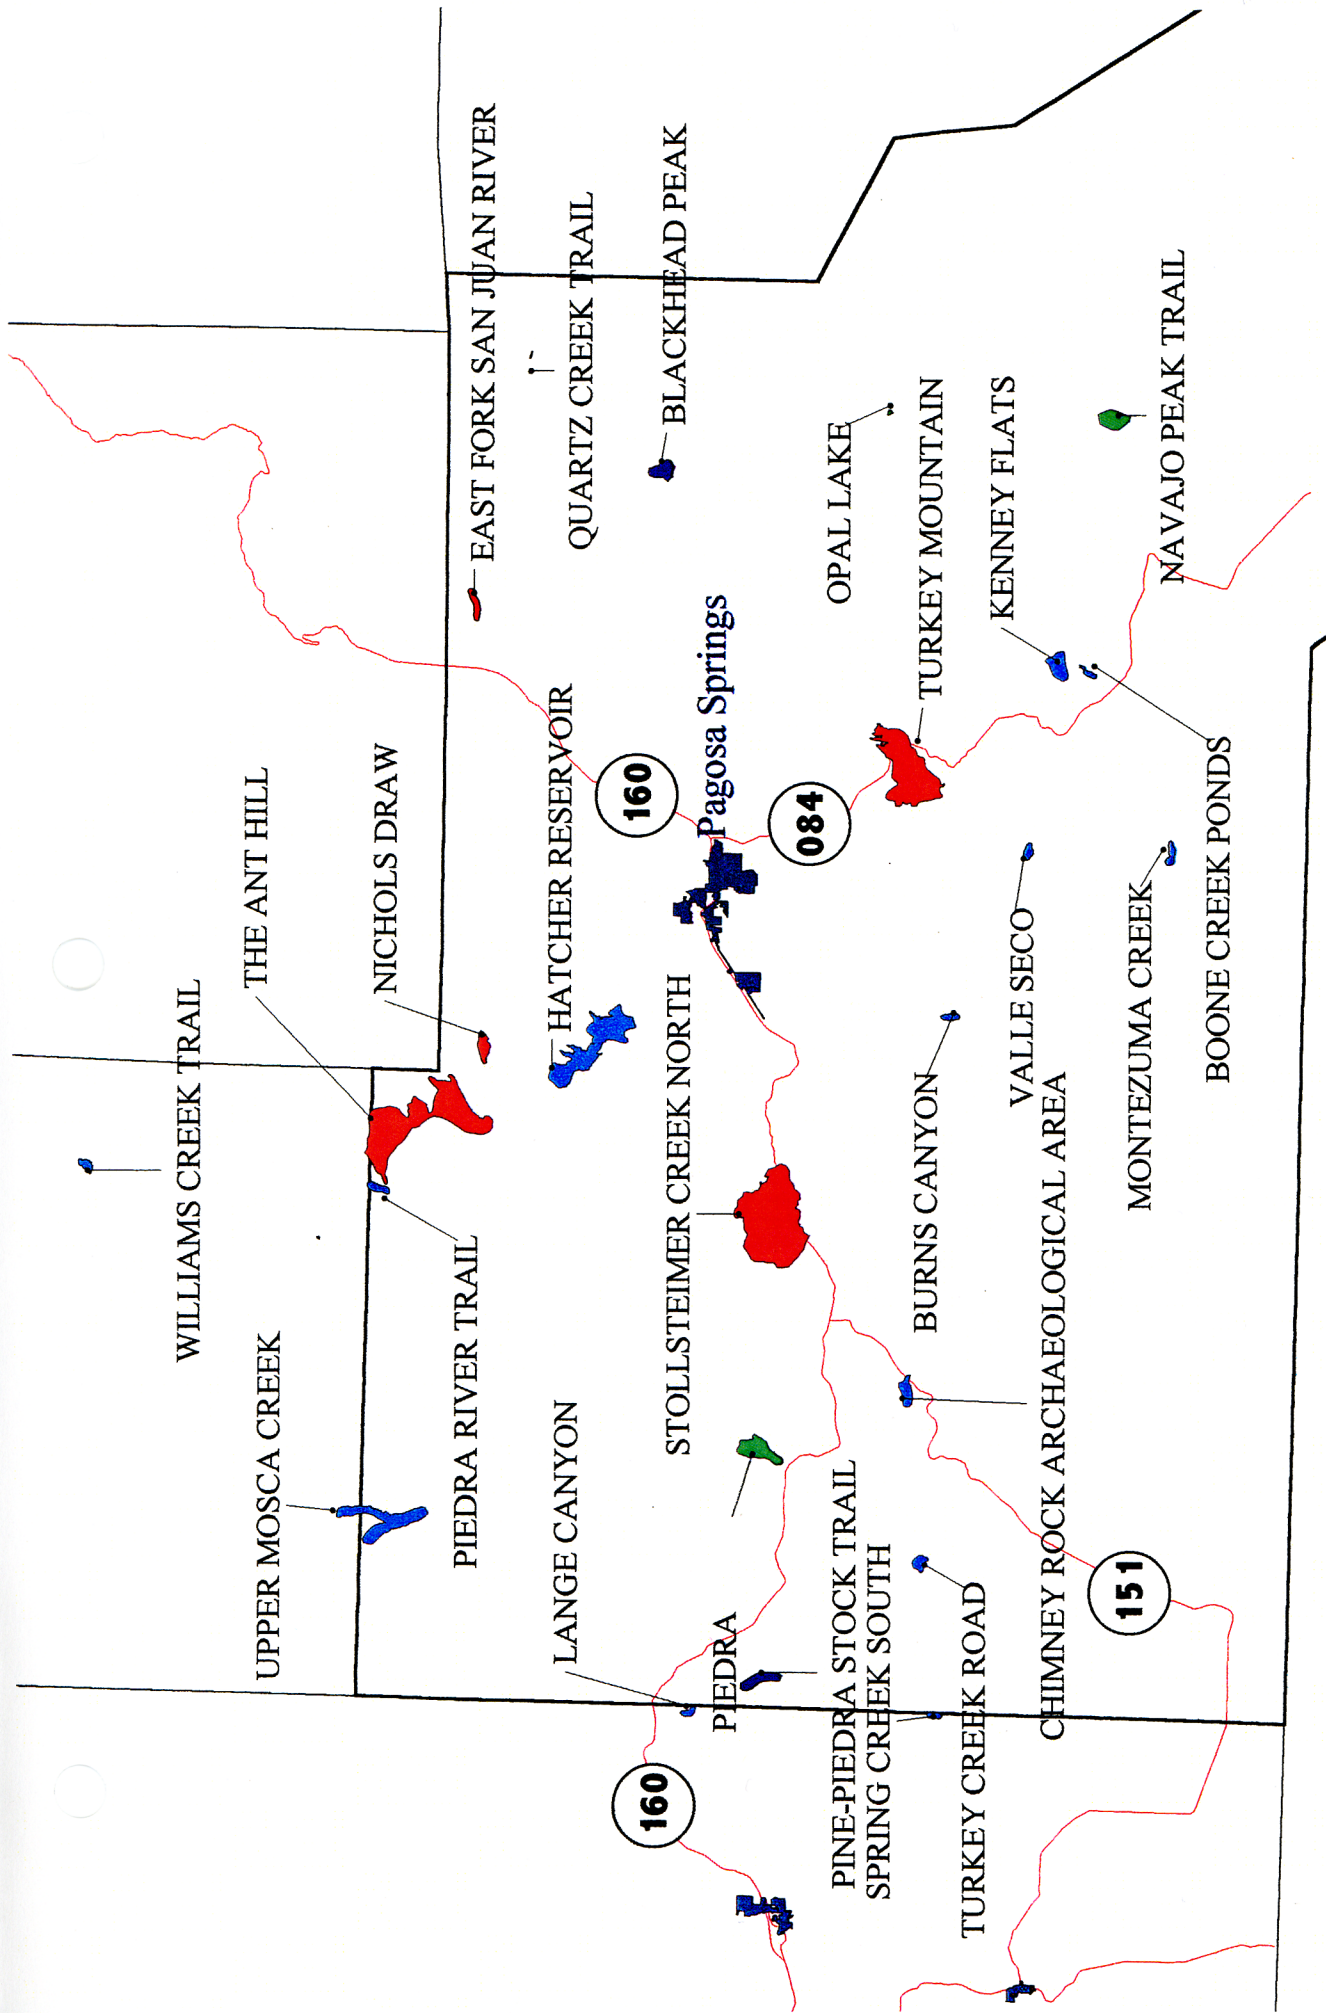 WILLIAMS CREEK TRAIL
THE ANT HILL
UPPER MOSCA CREEK
NICHOLS DRAW
PIEDRA RIVER TRAIL
EAST FORK SAN JUAN RIVER
QUARTZ CREEK TRAIL
HATCHER RESERVOIR
LANGE CANYON
BLACKHEAD PEAK
160
160
STOLLSTEIMER CREEK NORTH
Pagosa Springs
PIEDRA
084
OPAL LAKE
PINE-PIEDRA STOCK TRAIL
SPRING CREEK SOUTH
TURKEY MOUNTAIN
BURNS CANYON
TURKEY CREEK ROAD
KENNEY FLATS
VALLE SECO
CHIMNEY ROCK ARCHAEOLOGICAL AREA
151
MONTEZUMA CREEK
NAVAJO PEAK TRAIL
BOONE CREEK PONDS